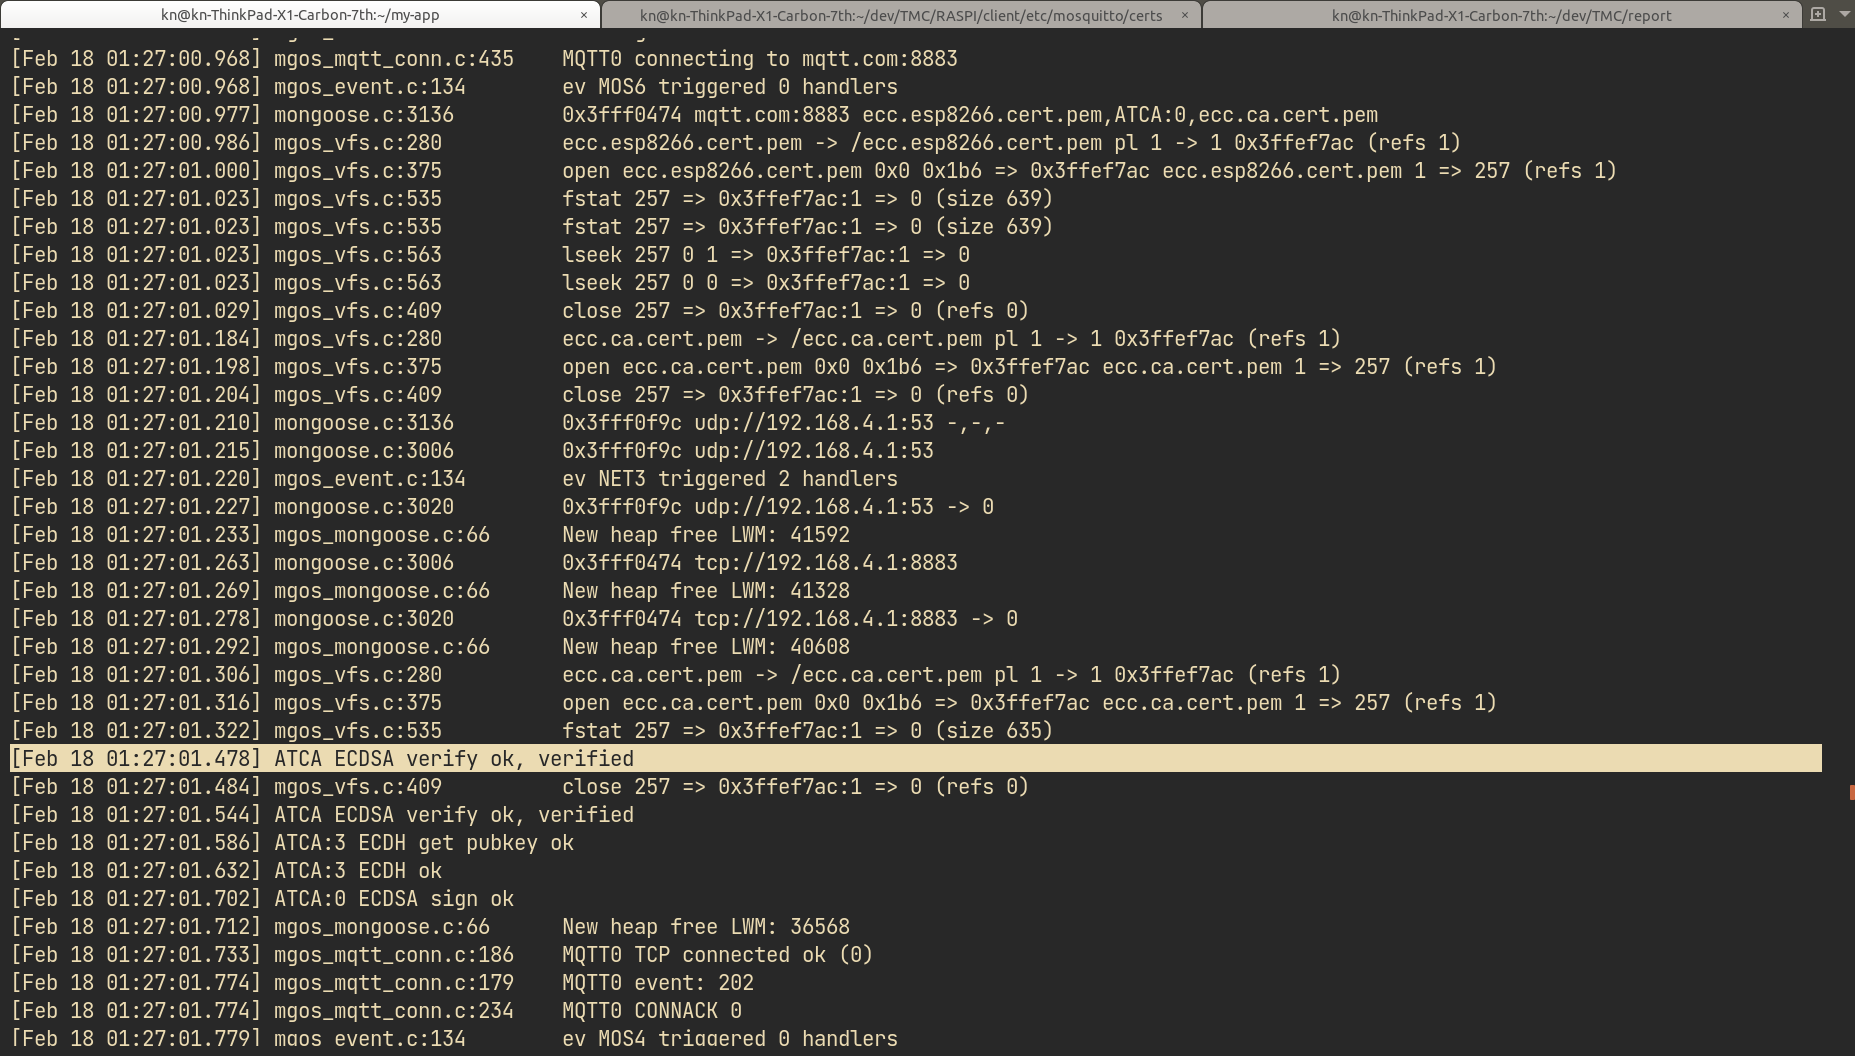 kn@kn-ThinkPad-X1-Carbon-7th:~/my-app × kn@kn-ThinkPad-X1-Carbon-7th:~/dev/TMC/RASPI/client/etc/mosquitto/certs × kn@kn-ThinkPad-X1-Carbon-7th:~/dev/TMC/report ×
[Feb 18 01:27:00.968] mgos_mqtt_conn.c:435    MQTT0 connecting to mqtt.com:8883
[Feb 18 01:27:00.968] mgos_event.c:134        ev MOS6 triggered 0 handlers
[Feb 18 01:27:00.977] mongoose.c:3136         0x3fff0474 mqtt.com:8883 ecc.esp8266.cert.pem,ATCA:0,ecc.ca.cert.pem
[Feb 18 01:27:00.986] mgos_vfs.c:280          ecc.esp8266.cert.pem -> /ecc.esp8266.cert.pem pl 1 -> 1 0x3ffef7ac (refs 1)
[Feb 18 01:27:01.000] mgos_vfs.c:375          open ecc.esp8266.cert.pem 0x0 0x1b6 => 0x3ffef7ac ecc.esp8266.cert.pem 1 => 257 (refs 1)
[Feb 18 01:27:01.023] mgos_vfs.c:535          fstat 257 => 0x3ffef7ac:1 => 0 (size 639)
[Feb 18 01:27:01.023] mgos_vfs.c:535          fstat 257 => 0x3ffef7ac:1 => 0 (size 639)
[Feb 18 01:27:01.023] mgos_vfs.c:563          lseek 257 0 1 => 0x3ffef7ac:1 => 0
[Feb 18 01:27:01.023] mgos_vfs.c:563          lseek 257 0 0 => 0x3ffef7ac:1 => 0
[Feb 18 01:27:01.029] mgos_vfs.c:409          close 257 => 0x3ffef7ac:1 => 0 (refs 0)
[Feb 18 01:27:01.184] mgos_vfs.c:280          ecc.ca.cert.pem -> /ecc.ca.cert.pem pl 1 -> 1 0x3ffef7ac (refs 1)
[Feb 18 01:27:01.198] mgos_vfs.c:375          open ecc.ca.cert.pem 0x0 0x1b6 => 0x3ffef7ac ecc.ca.cert.pem 1 => 257 (refs 1)
[Feb 18 01:27:01.204] mgos_vfs.c:409          close 257 => 0x3ffef7ac:1 => 0 (refs 0)
[Feb 18 01:27:01.210] mongoose.c:3136         0x3fff0f9c udp://192.168.4.1:53 -,-,-
[Feb 18 01:27:01.215] mongoose.c:3006         0x3fff0f9c udp://192.168.4.1:53
[Feb 18 01:27:01.220] mgos_event.c:134        ev NET3 triggered 2 handlers
[Feb 18 01:27:01.227] mongoose.c:3020         0x3fff0f9c udp://192.168.4.1:53 -> 0
[Feb 18 01:27:01.233] mgos_mongoose.c:66      New heap free LWM: 41592
[Feb 18 01:27:01.263] mongoose.c:3006         0x3fff0474 tcp://192.168.4.1:8883
[Feb 18 01:27:01.269] mgos_mongoose.c:66      New heap free LWM: 41328
[Feb 18 01:27:01.278] mongoose.c:3020         0x3fff0474 tcp://192.168.4.1:8883 -> 0
[Feb 18 01:27:01.292] mgos_mongoose.c:66      New heap free LWM: 40608
[Feb 18 01:27:01.306] mgos_vfs.c:280          ecc.ca.cert.pem -> /ecc.ca.cert.pem pl 1 -> 1 0x3ffef7ac (refs 1)
[Feb 18 01:27:01.316] mgos_vfs.c:375          open ecc.ca.cert.pem 0x0 0x1b6 => 0x3ffef7ac ecc.ca.cert.pem 1 => 257 (refs 1)
[Feb 18 01:27:01.322] mgos_vfs.c:535          fstat 257 => 0x3ffef7ac:1 => 0 (size 635)
[Feb 18 01:27:01.478] ATCA ECDSA verify ok, verified
[Feb 18 01:27:01.484] mgos_vfs.c:409          close 257 => 0x3ffef7ac:1 => 0 (refs 0)
[Feb 18 01:27:01.544] ATCA ECDSA verify ok, verified
[Feb 18 01:27:01.586] ATCA:3 ECDH get pubkey ok
[Feb 18 01:27:01.632] ATCA:3 ECDH ok
[Feb 18 01:27:01.702] ATCA:0 ECDSA sign ok
[Feb 18 01:27:01.712] mgos_mongoose.c:66      New heap free LWM: 36568
[Feb 18 01:27:01.733] mgos_mqtt_conn.c:186    MQTT0 TCP connected ok (0)
[Feb 18 01:27:01.774] mgos_mqtt_conn.c:179    MQTT0 event: 202
[Feb 18 01:27:01.774] mgos_mqtt_conn.c:234    MQTT0 CONNACK 0
[Feb 18 01:27:01.779] mgos_event.c:134        ev MOS4 triggered 0 handlers